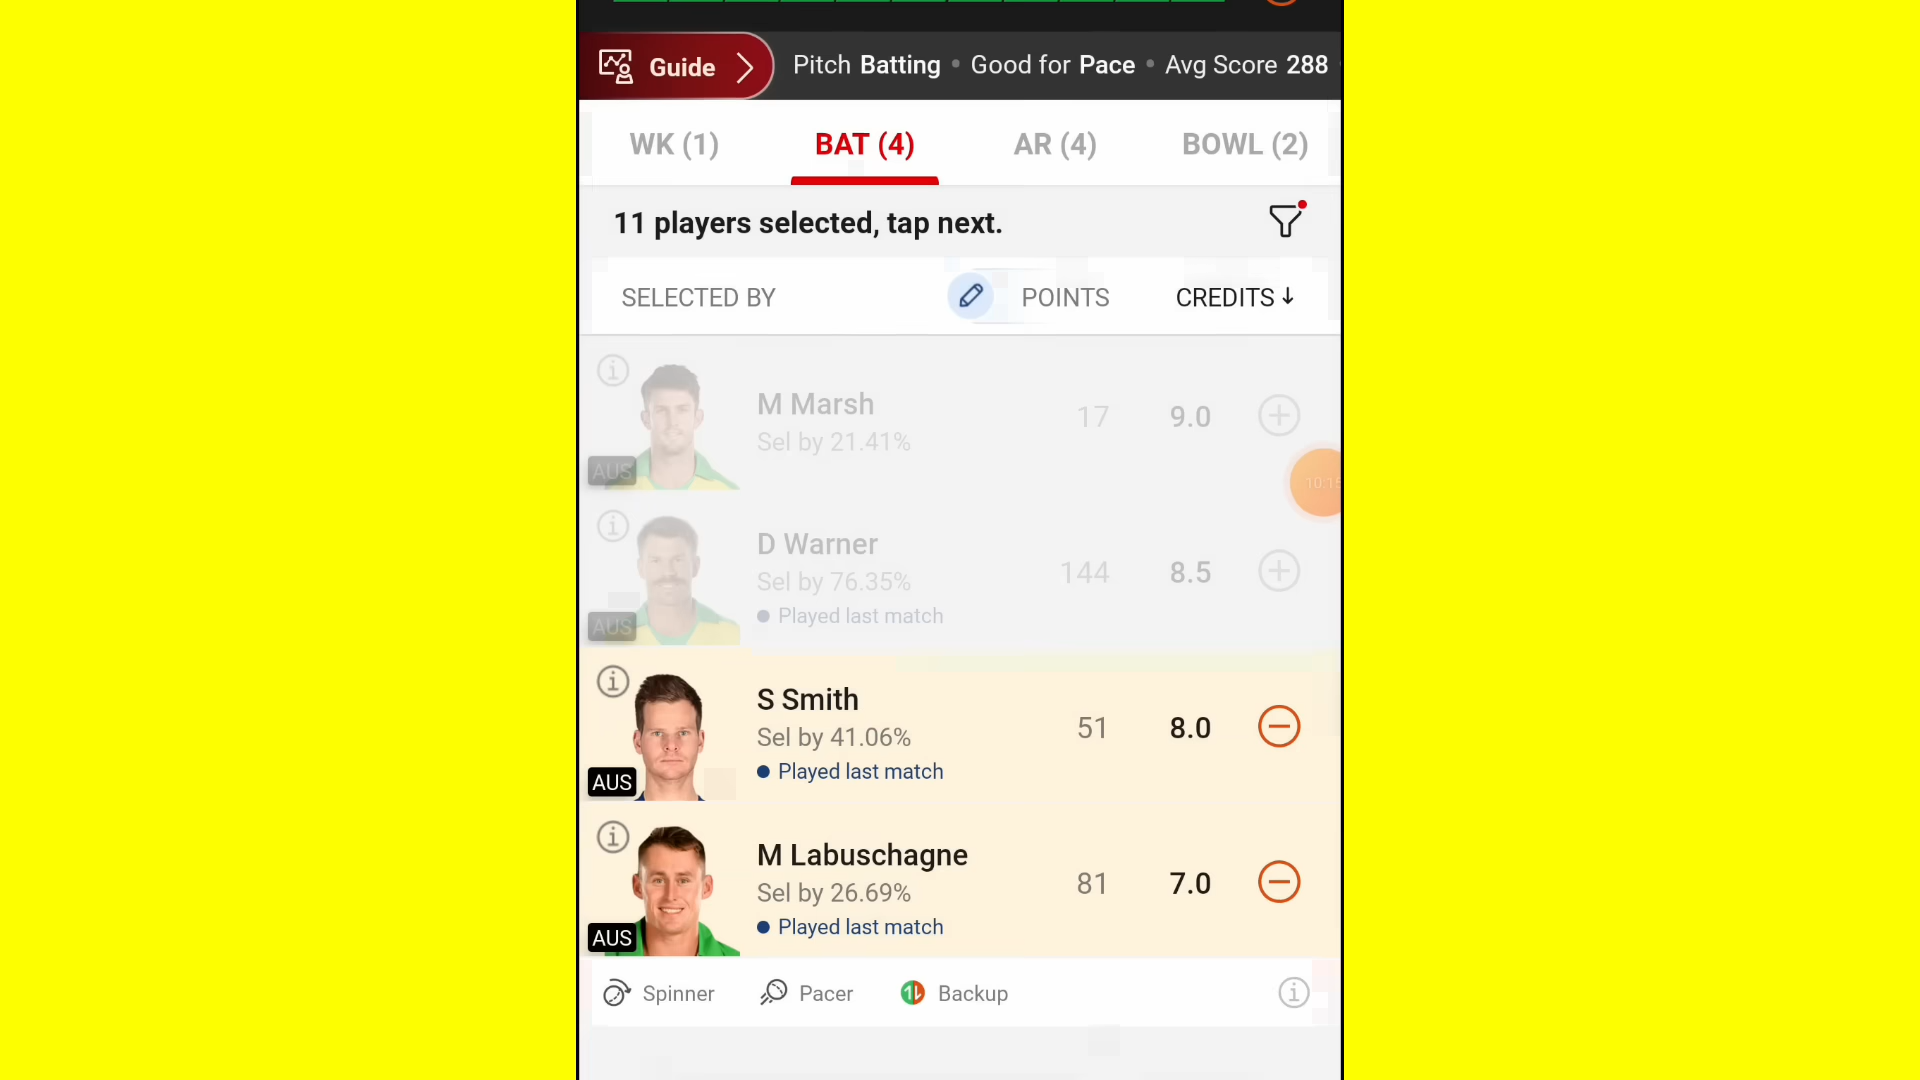 Guide
Pitch Batting • Good for Pace • Avg Score 288
WK (1) BAT (4) AR (4) BOWL (2)
11 players selected, tap next.
SELECTED BY POINTS CREDITS ↓
M Marsh
Sel by 21.41%
17 9.0
AUS
D Warner
Sel by 76.35%
Played last match
144 8.5
AUS
10:15
S Smith
Sel by 41.06%
Played last match
51 8.0
AUS
M Labuschagne
Sel by 26.69%
Played last match
81 7.0
AUS
Spinner Pacer Backup